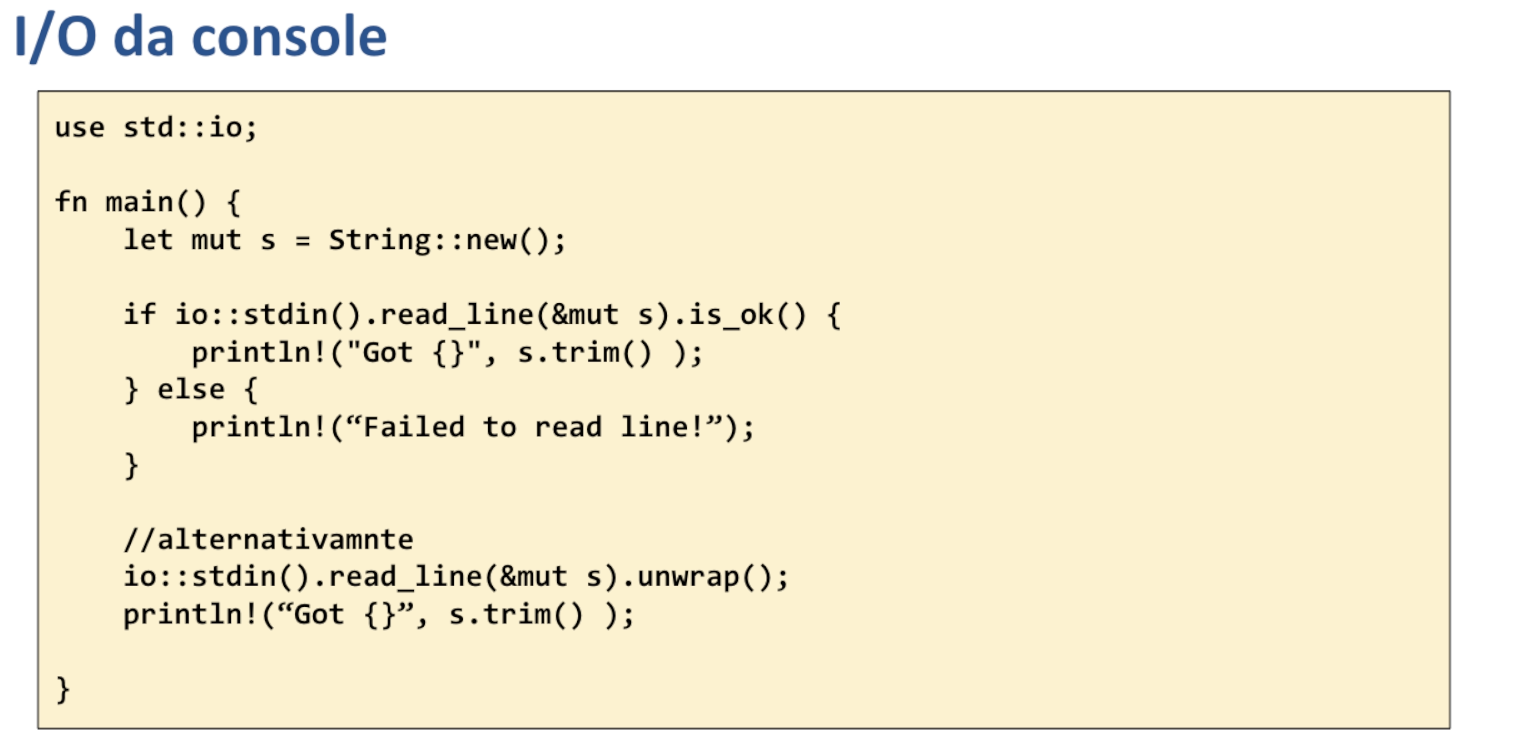 I/O da console
use std::io;
fn main() {
    let mut s = String::new();
    if io::stdin().read_line(&mut s).is_ok() {
        println!("Got {}", s.trim() );
    } else {
        println!(“Failed to read line!”);
    }
    //alternativamnte
    io::stdin().read_line(&mut s).unwrap();
    println!(“Got {}”, s.trim() );
}